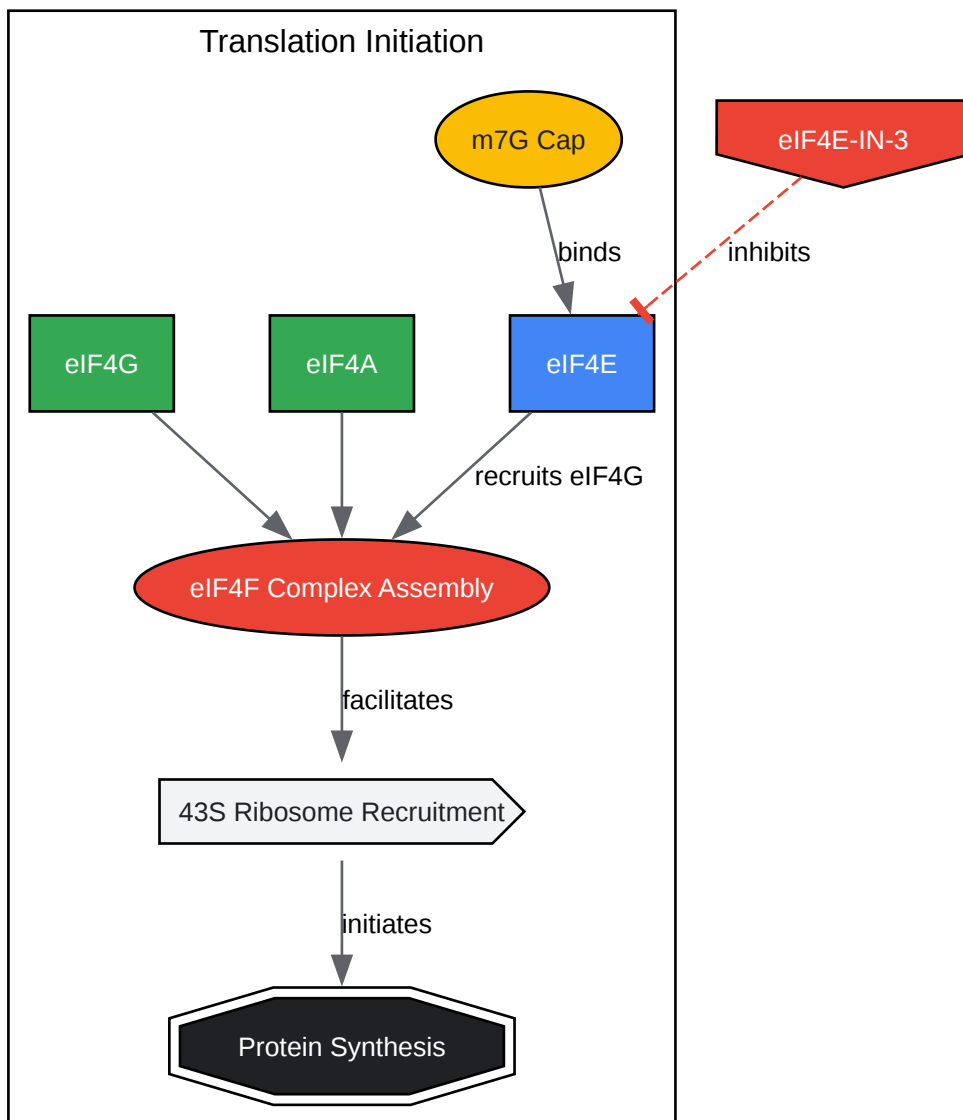 Translation Initiation
m7G Cap
eIF4E-IN-3
binds
inhibits
eIF4G
eIF4A
eIF4E
recruits eIF4G
eIF4F Complex Assembly
facilitates
43S Ribosome Recruitment
initiates
Protein Synthesis